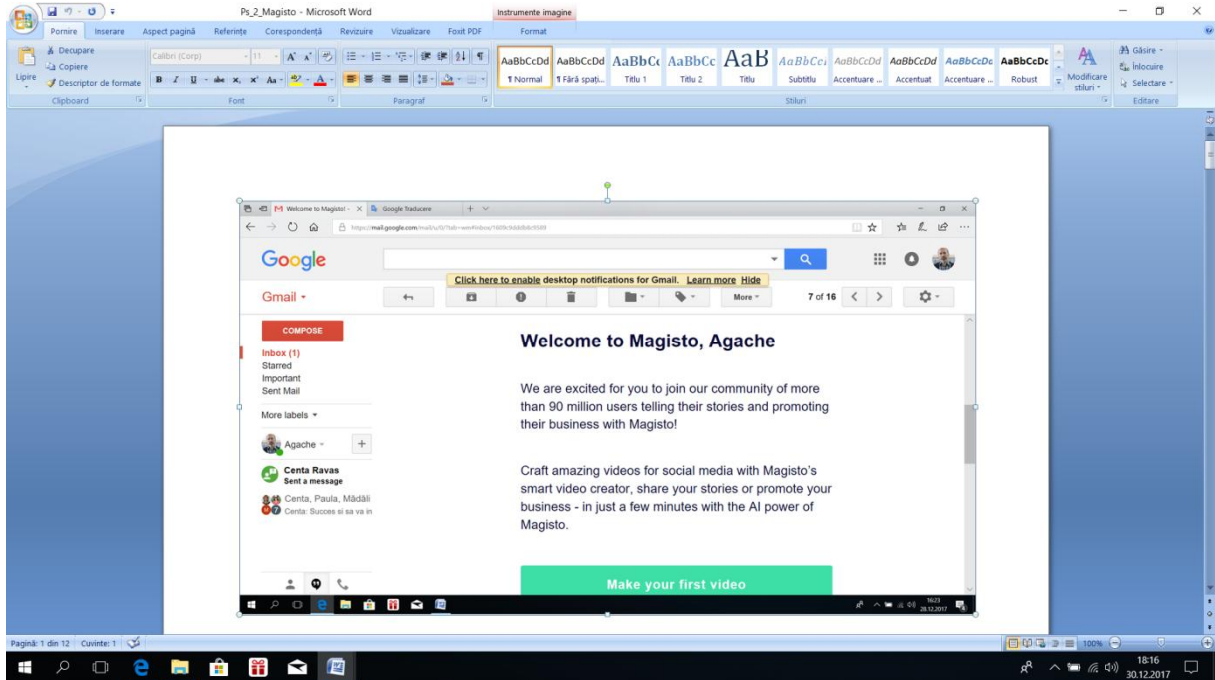 Ps_2_Magisto - Microsoft Word
Instrumente imagine
Pornire Inserare Aspect pagină Referințe Corespondență Revizuire Vizualizare Foxit PDF Format
Lipire
Decupare
Copiere
Descriptor de formate
Clipboard
Calibri (Corp) 11
Font
Paragraf
AaBbCcDd AaBbCcDd AaBbCc AaBbCc AaB AaBbCcI AaBbCcDd AaBbCcDd AaBbCcDd AaBbCcDc
¶ Normal ¶ Fără spați... Titlu 1 Titlu 2 Titlu Subtitlu Accentuare ... Accentuat Accentuare ... Robust
Stiluri
Modificare stiluri
Găsire
Înlocuire
Selectare
Editare
Welcome to Magisto! - Google Traducere
Google
Click here to enable desktop notifications for Gmail. Learn more Hide
Gmail
More
7 of 16
COMPOSE
Inbox (1)
Starred
Important
Sent Mail
More labels
Agache
Centa Ravas
Sent a message
Centa, Paula, Mădăli
Centa: Succes si sa va in
Welcome to Magisto, Agache
We are excited for you to join our community of more
than 90 million users telling their stories and promoting
their business with Magisto!
Craft amazing videos for social media with Magisto's
smart video creator, share your stories or promote your
business - in just a few minutes with the AI power of
Magisto.
Make your first video
16:23
28.12.2017
Pagină: 1 din 12 Cuvinte: 1
100%
18:16
30.12.2017